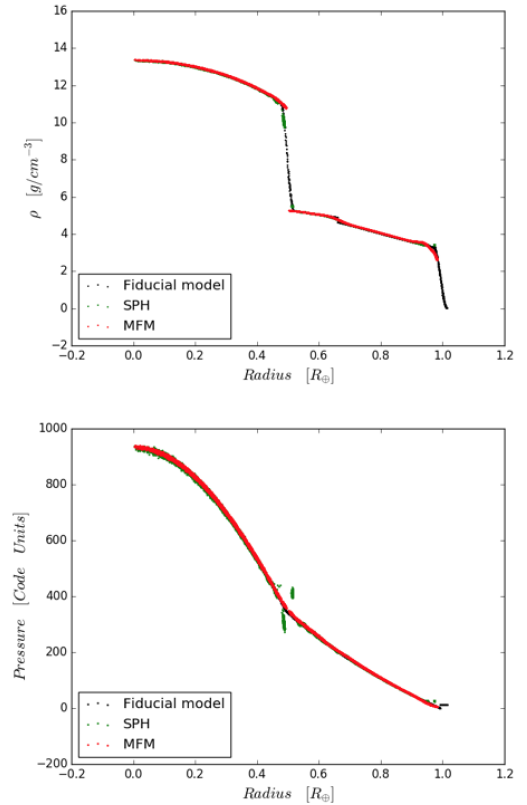 16
14
12
10
8
6
4
2
0
−2
ρ [g/cm⁻³]
Fiducial model
SPH
MFM
−0.2 0.0 0.2 0.4 0.6 0.8 1.0 1.2
Radius [R⊕]
1000
800
600
400
200
0
−200
Pressure [Code Units]
Fiducial model
SPH
MFM
−0.2 0.0 0.2 0.4 0.6 0.8 1.0 1.2
Radius [R⊕]